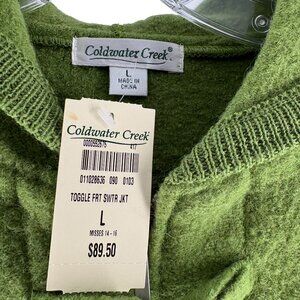 Coldwater Creek®
L
MADE IN
CHINA
Coldwater Creek®
417
011028636 090 0103
TOGGLE FRT SWTR JKT
L
MISSES 14 - 16
$89.50